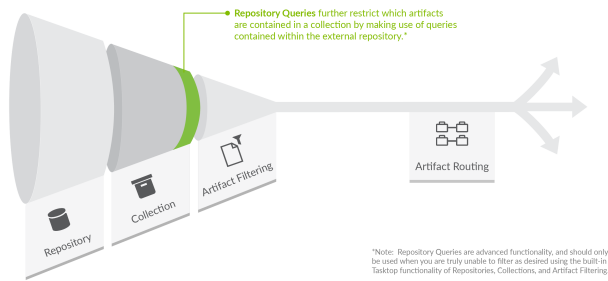 Repository Queries further restrict which artifacts
are contained in a collection by making use of queries
contained within the external repository.*
Repository
Collection
Artifact Filtering
Artifact Routing
*Note: Repository Queries are advanced functionality, and should only
be used when you are truly unable to filter as desired using the built-in
Tasktop functionality of Repositories, Collections, and Artifact Filtering